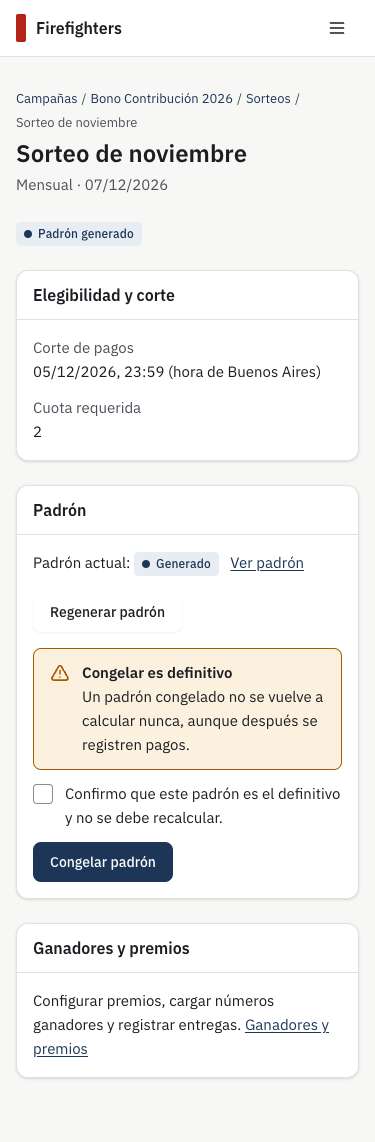 Firefighters
Campañas / Bono Contribución 2026 / Sorteos /
Sorteo de noviembre
Sorteo de noviembre
Mensual · 07/12/2026
Padrón generado
Elegibilidad y corte
Corte de pagos
05/12/2026, 23:59 (hora de Buenos Aires)
Cuota requerida
2
Padrón
Padrón actual: Generado Ver padrón
Regenerar padrón
Congelar es definitivo
Un padrón congelado no se vuelve a
calcular nunca, aunque después se
registren pagos.
Confirmo que este padrón es el definitivo
y no se debe recalcular.
Congelar padrón
Ganadores y premios
Configurar premios, cargar números
ganadores y registrar entregas. Ganadores y
premios